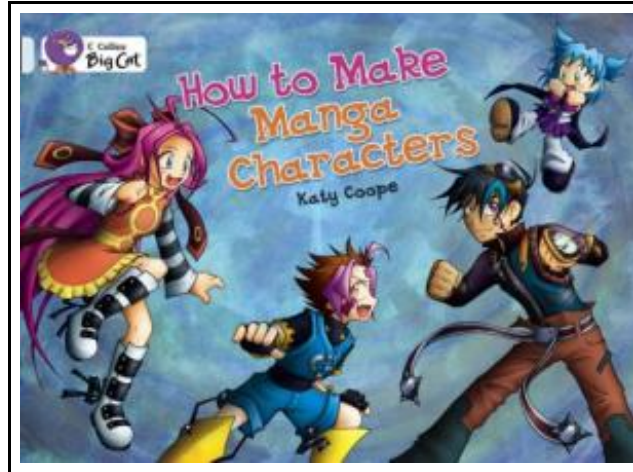 Collins
Big Cat
How to Make
Manga
Characters
Katy Coope